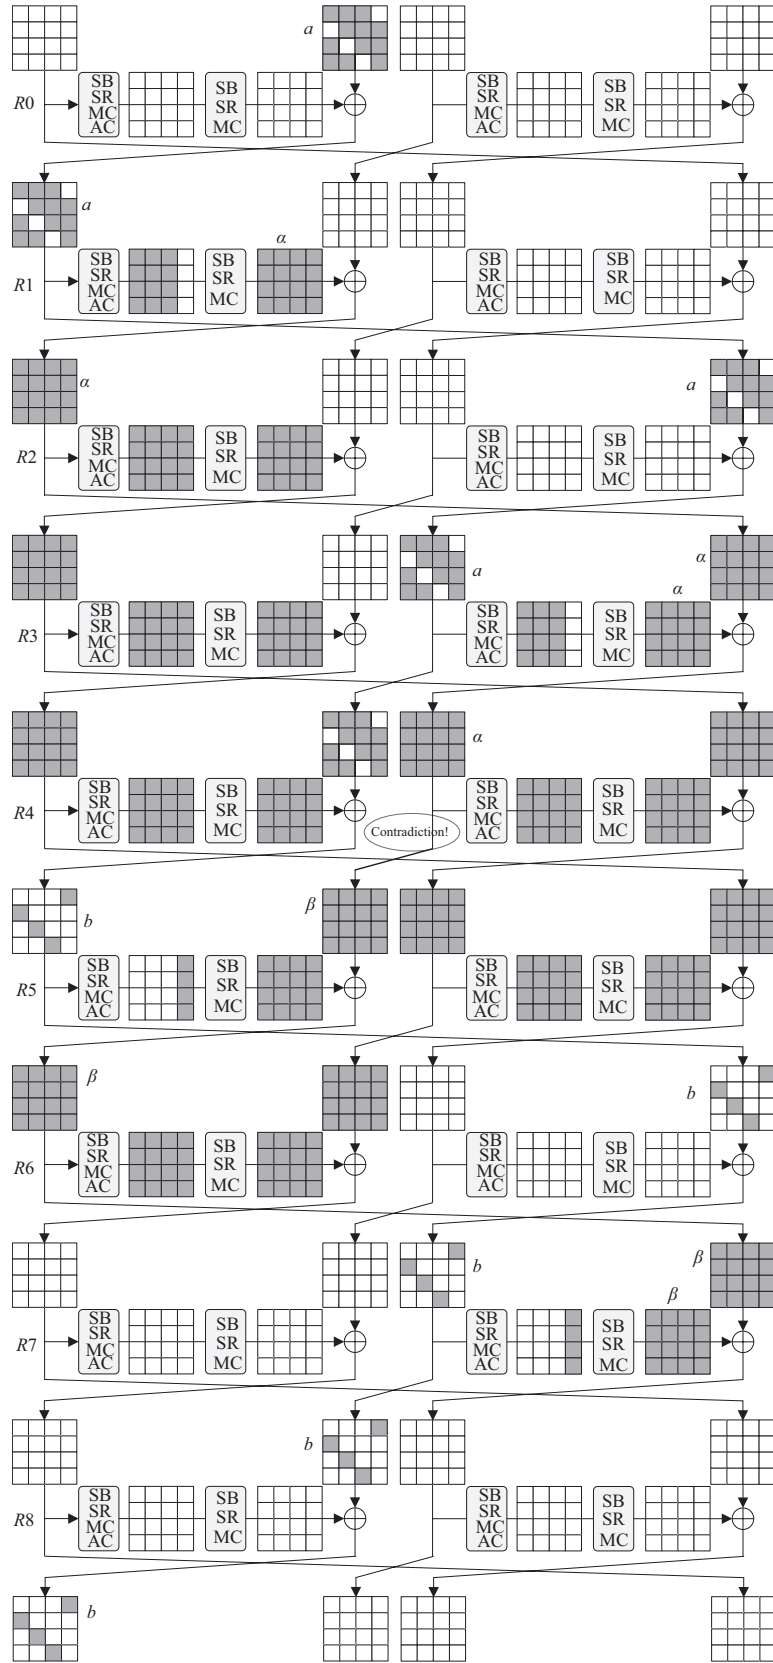 a
SB SB SB SB
SR SR SR SR
R0
MC MC MC MC
AC AC
a
α
SB SB SB SB
SR SR SR SR
R1
MC MC MC MC
AC AC
α a
SB SB SB SB
SR SR SR SR
R2
MC MC MC MC
AC AC
a α
α
SB SB SB SB
SR SR SR SR
R3
MC MC MC MC
AC AC
α
SB SB SB SB
SR SR SR SR
R4
MC MC MC MC
AC AC
Contradiction!
b β
SB SB SB SB
SR SR SR SR
R5
MC MC MC MC
AC AC
β b
SB SB SB SB
SR SR SR SR
R6
MC MC MC MC
AC AC
b β
β
SB SB SB SB
SR SR SR SR
R7
MC MC MC MC
AC AC
b
SB SB SB SB
SR SR SR SR
R8
MC MC MC MC
AC AC
b